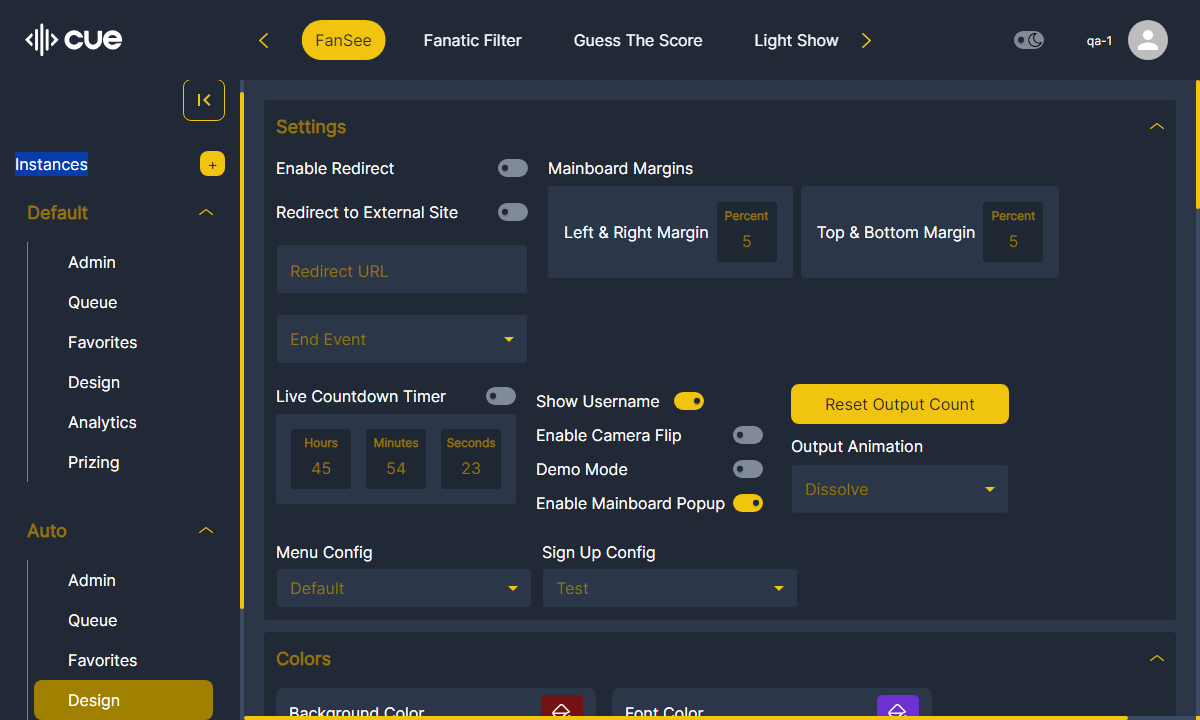 cue
FanSee
Fanatic Filter
Guess The Score
Light Show
qa-1
Instances
+
Default
Admin
Queue
Favorites
Design
Analytics
Prizing
Auto
Admin
Queue
Favorites
Design
Settings
Enable Redirect
Redirect to External Site
Redirect URL
End Event
Mainboard Margins
Left & Right Margin
Percent
5
Top & Bottom Margin
Percent
5
Live Countdown Timer
Hours
45
Minutes
54
Seconds
23
Show Username
Enable Camera Flip
Demo Mode
Enable Mainboard Popup
Reset Output Count
Output Animation
Dissolve
Menu Config
Default
Sign Up Config
Test
Colors
Background Color
Font Color